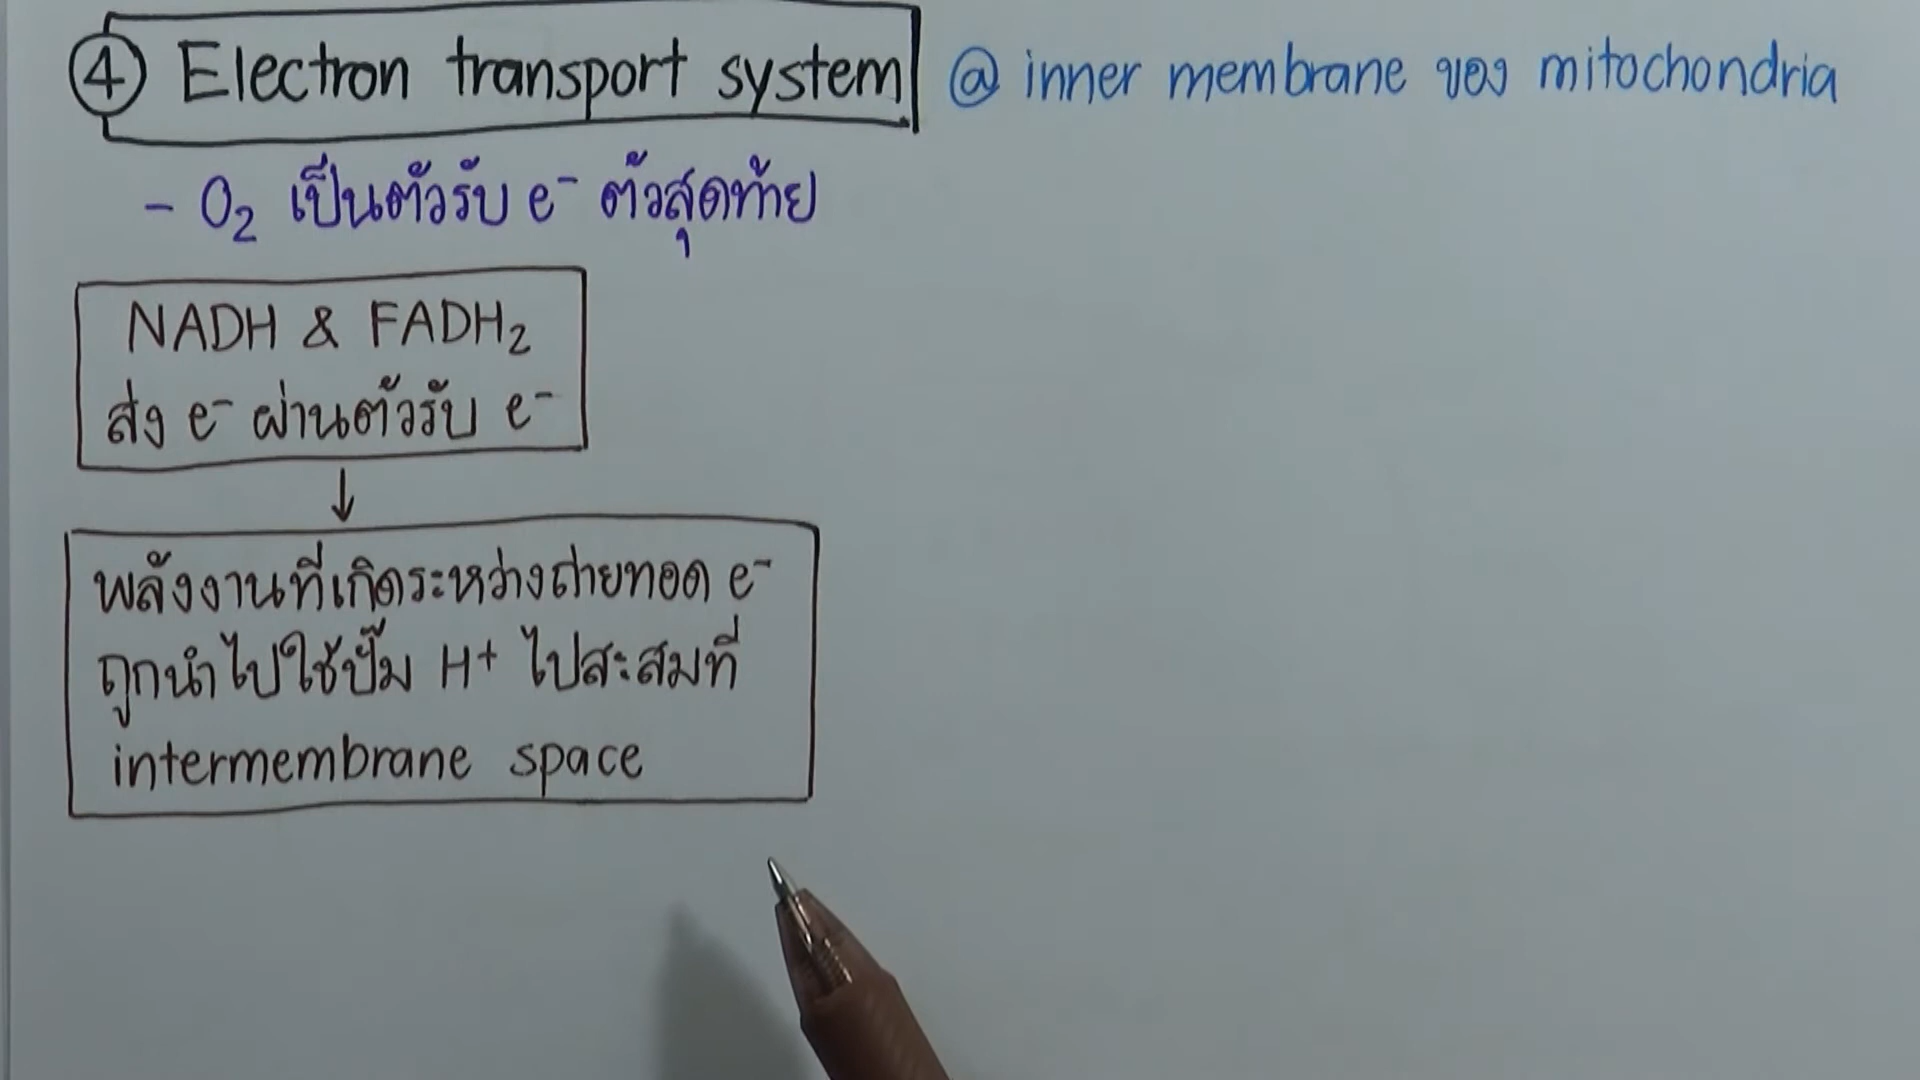 ④ Electron transport system @ inner membrane ของ mitochondria
- O₂ เป็นตัวรับ e⁻ ตัวสุดท้าย
NADH & FADH₂
ส่ง e⁻ ผ่านตัวรับ e⁻
↓
พลังงานที่เกิดระหว่างถ่ายทอด e⁻
ถูกนำไปใช้ปั๊ม H⁺ ไปสะสมที่
intermembrane space